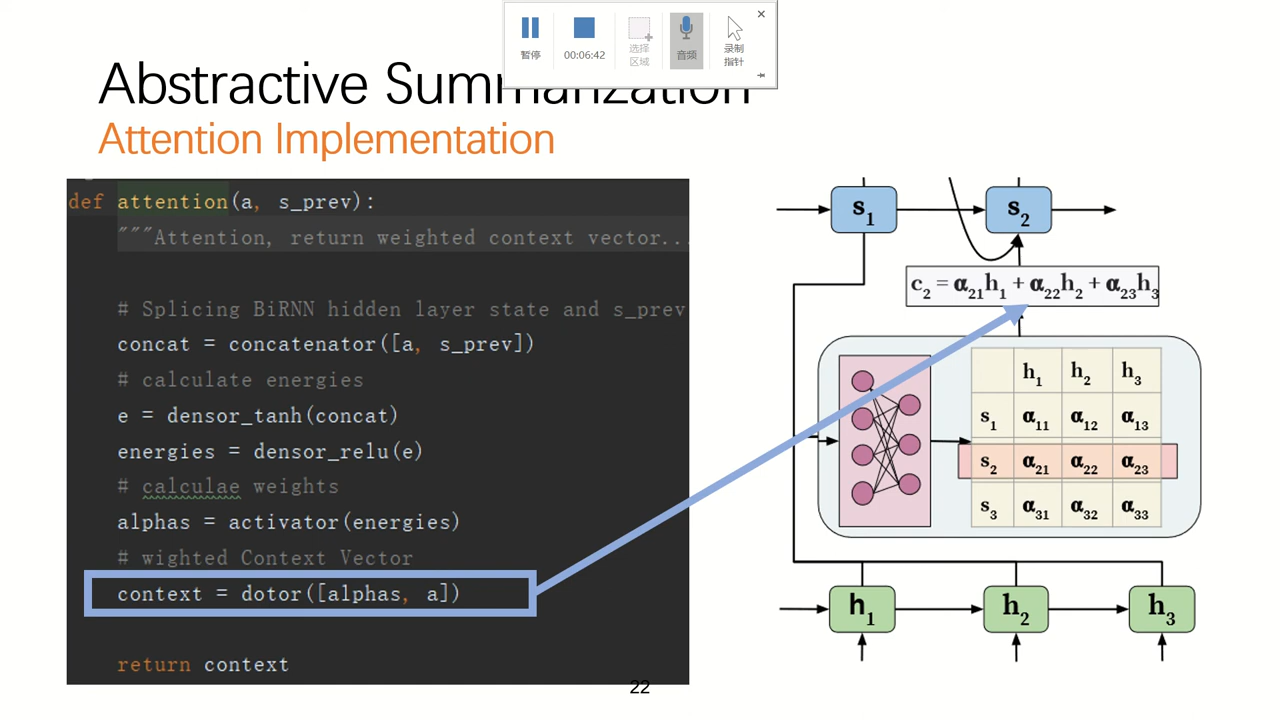 暂停
00:06:42
选择
区域
音频
录制
指针
Abstractive Summarization
Attention Implementation
def attention(a, s_prev):
"""Attention, return weighted context vector...
# Splicing BiRNN hidden layer state and s_prev
concat = concatenator([a, s_prev])
# calculate energies
e = densor_tanh(concat)
energies = densor_relu(e)
# calculae weights
alphas = activator(energies)
# wighted Context Vector
context = dotor([alphas, a])
return context
s1 s2
c2 = α21h1 + α22h2 + α23h3
h1 h2 h3
s1 α11 α12 α13
s2 α21 α22 α23
s3 α31 α32 α33
h1 h2 h3
22